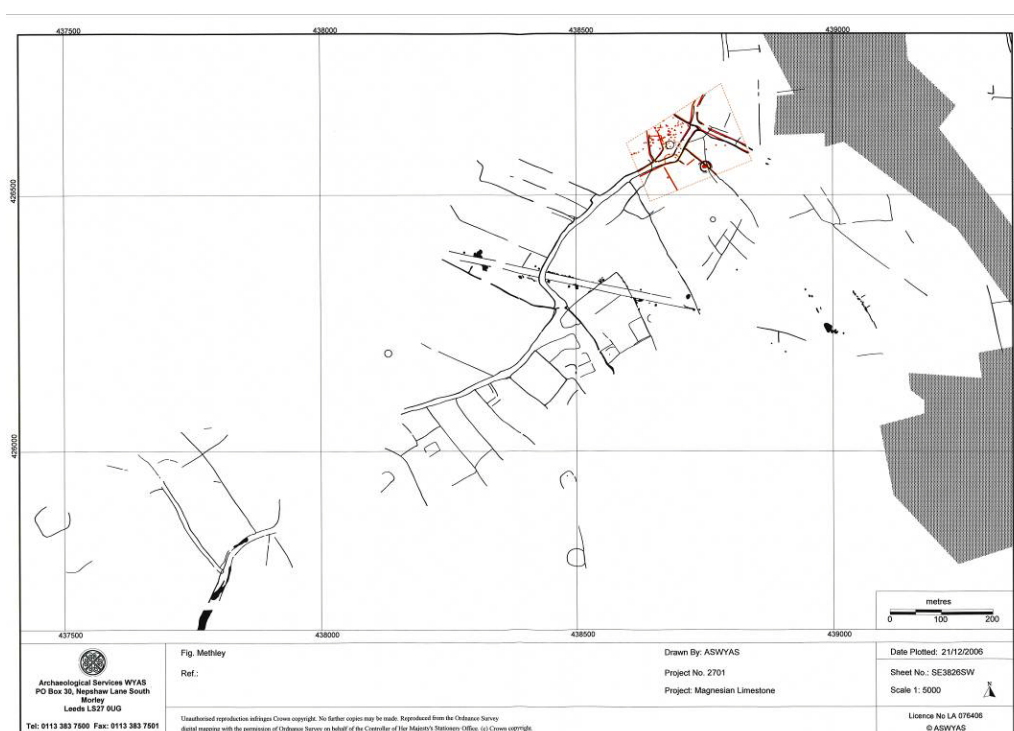 437500
438000
438500
439000
426500
426000
437500
438000
438500
439000
metres
0 100 200
Archaeological Services WYAS
PO Box 30, Nepshaw Lane South
Morley
Leeds LS27 0UG
Tel: 0113 383 7500 Fax: 0113 383 7501
Fig. Methley
Ref.:
Unauthorised reproduction infringes Crown copyright. No further copies may be made. Reproduced from the Ordnance Survey
digital mapping with the permission of Ordnance Survey on behalf of the Controller of Her Majesty's Stationery Office. (c) Crown copyright.
Drawn By: ASWYAS
Project No. 2701
Project: Magnesian Limestone
Date Plotted: 21/12/2006
Sheet No.: SE3826SW
Scale 1: 5000
N
Licence No LA 076406
© ASWYAS